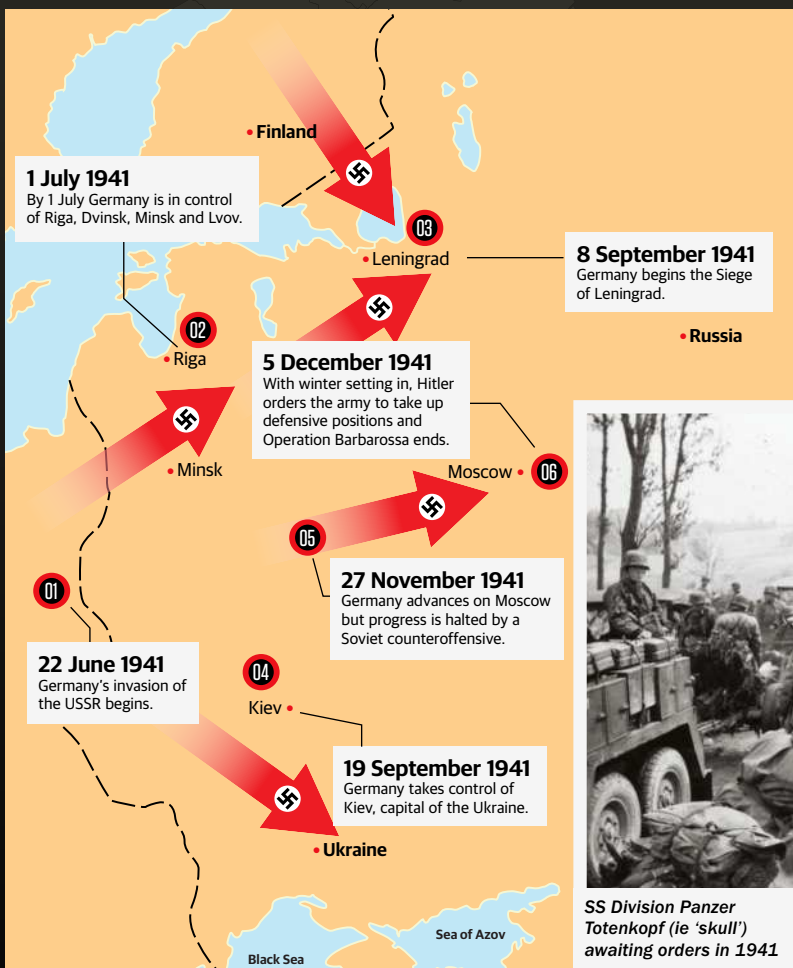 Finland
1 July 1941
By 1 July Germany is in control
of Riga, Dvinsk, Minsk and Lvov.
03
Leningrad
8 September 1941
Germany begins the Siege
of Leningrad.
02
Riga
Russia
5 December 1941
With winter setting in, Hitler
orders the army to take up
defensive positions and
Operation Barbarossa ends.
Minsk
Moscow
06
05
27 November 1941
Germany advances on Moscow
but progress is halted by a
Soviet counteroffensive.
01
22 June 1941
Germany's invasion of
the USSR begins.
04
Kiev
19 September 1941
Germany takes control of
Kiev, capital of the Ukraine.
Ukraine
Sea of Azov
Black Sea
SS Division Panzer
Totenkopf (ie ‘skull’)
awaiting orders in 1941